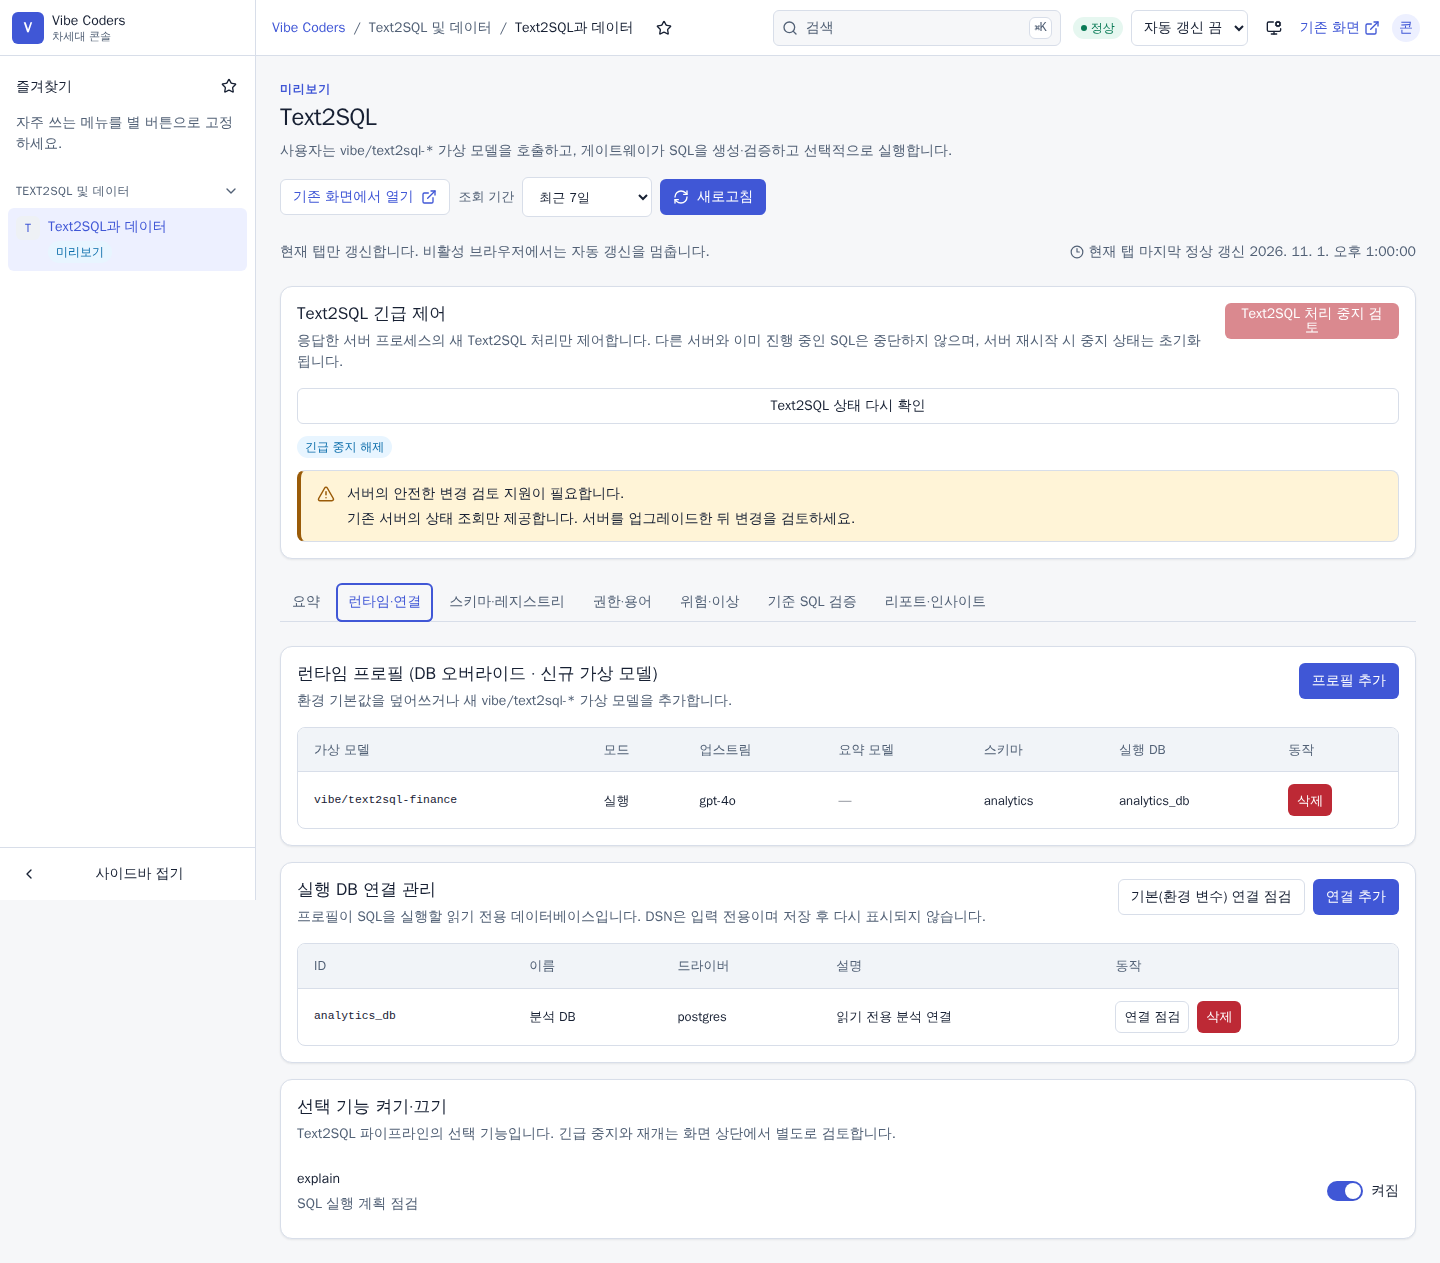 V
Vibe Coders
차세대 콘솔
Vibe Coders / Text2SQL 및 데이터 / Text2SQL과 데이터
검색
⌘K
정상
자동 갱신 끔
기존 화면
콘
즐겨찾기
자주 쓰는 메뉴를 별 버튼으로 고정
하세요.
TEXT2SQL 및 데이터
T
Text2SQL과 데이터
미리보기
사이드바 접기
미리보기
Text2SQL
사용자는 vibe/text2sql-* 가상 모델을 호출하고, 게이트웨이가 SQL을 생성·검증하고 선택적으로 실행합니다.
기존 화면에서 열기
조회 기간
최근 7일
새로고침
현재 탭만 갱신합니다. 비활성 브라우저에서는 자동 갱신을 멈춥니다.
현재 탭 마지막 정상 갱신 2026. 11. 1. 오후 1:00:00
Text2SQL 긴급 제어
응답한 서버 프로세스의 새 Text2SQL 처리만 제어합니다. 다른 서버와 이미 진행 중인 SQL은 중단하지 않으며, 서버 재시작 시 중지 상태는 초기화
됩니다.
Text2SQL 처리 중지 검
토
Text2SQL 상태 다시 확인
긴급 중지 해제
서버의 안전한 변경 검토 지원이 필요합니다.
기존 서버의 상태 조회만 제공합니다. 서버를 업그레이드한 뒤 변경을 검토하세요.
요약
런타임·연결
스키마·레지스트리
권한·용어
위험·이상
기준 SQL 검증
리포트·인사이트
런타임 프로필 (DB 오버라이드 · 신규 가상 모델)
환경 기본값을 덮어쓰거나 새 vibe/text2sql-* 가상 모델을 추가합니다.
프로필 추가
가상 모델 모드 업스트림 요약 모델 스키마 실행 DB 동작
vibe/text2sql-finance 실행 gpt-4o — analytics analytics_db 삭제
실행 DB 연결 관리
프로필이 SQL을 실행할 읽기 전용 데이터베이스입니다. DSN은 입력 전용이며 저장 후 다시 표시되지 않습니다.
기본(환경 변수) 연결 점검
연결 추가
ID 이름 드라이버 설명 동작
analytics_db 분석 DB postgres 읽기 전용 분석 연결 연결 점검 삭제
선택 기능 켜기·끄기
Text2SQL 파이프라인의 선택 기능입니다. 긴급 중지와 재개는 화면 상단에서 별도로 검토합니다.
explain
SQL 실행 계획 점검
켜짐